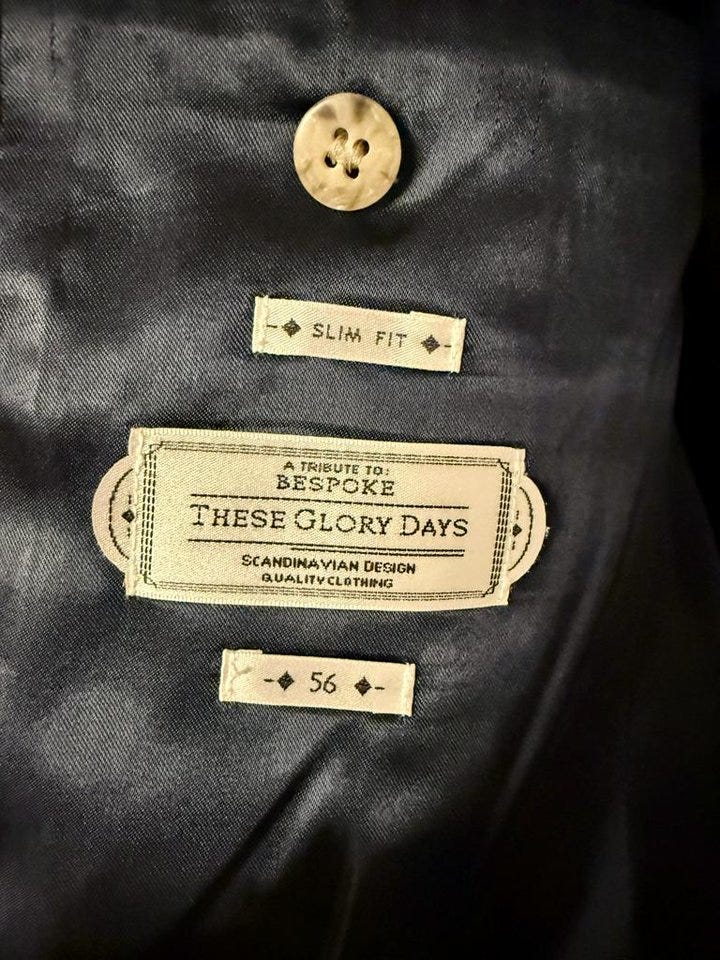 SLIM FIT
A TRIBUTE TO:
BESPOKE
THESE GLORY DAYS
SCANDINAVIAN DESIGN
QUALITY CLOTHING
56